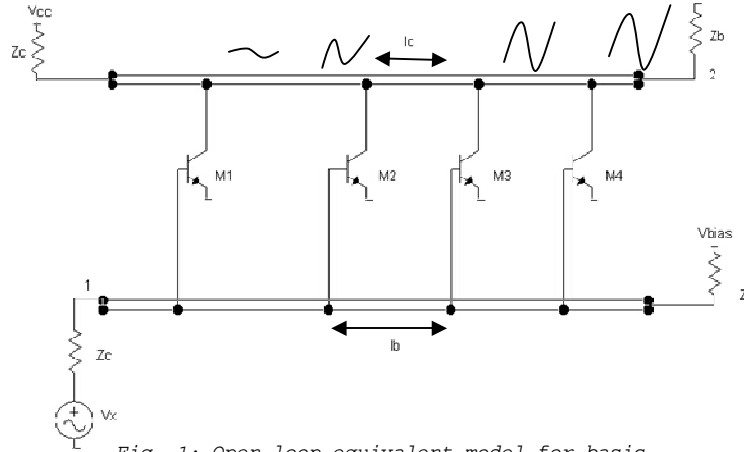 Vcc
Zc
Ic
Zb
2
M1
M2
M3
M4
Vbias
1
Z
lb
Zc
Vx
Fig. 1: Open loop equivalent model for basic